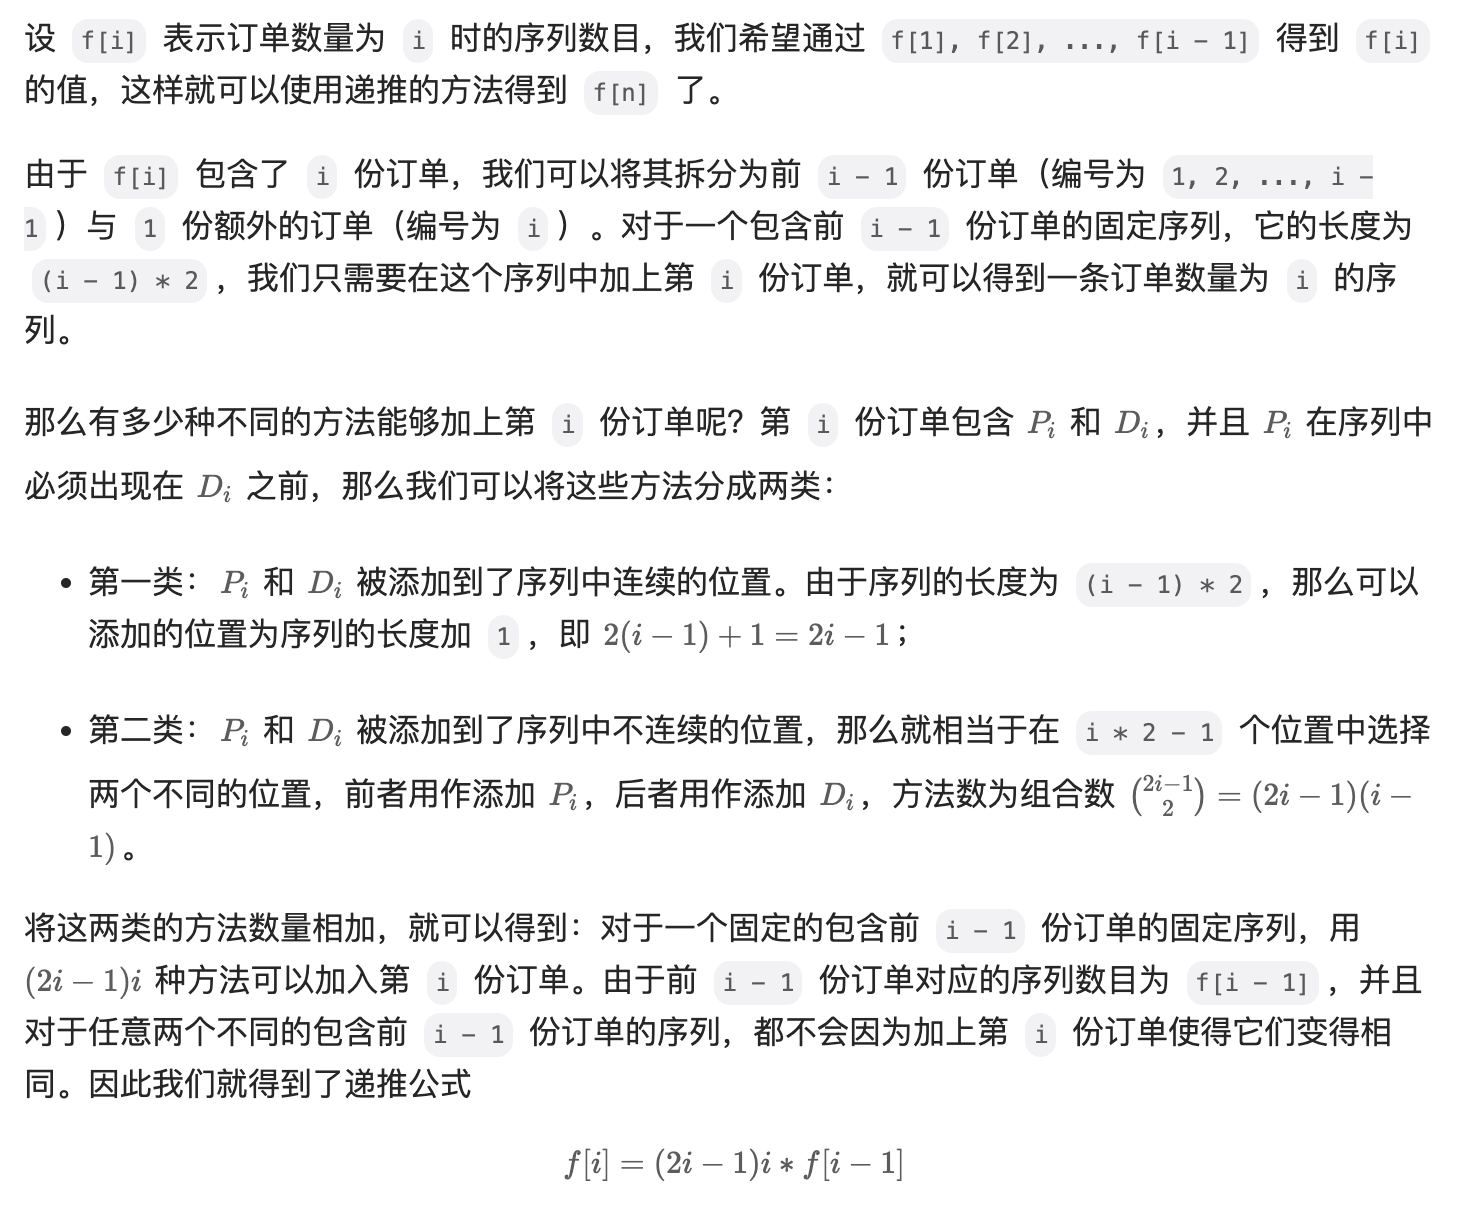 设 f[i] 表示订单数量为 i 时的序列数目，我们希望通过 f[1], f[2], ..., f[i - 1] 得到 f[i]
的值，这样就可以使用递推的方法得到 f[n] 了。
由于 f[i] 包含了 i 份订单，我们可以将其拆分为前 i - 1 份订单（编号为 1, 2, ..., i -
1 ）与 1 份额外的订单（编号为 i ）。对于一个包含前 i - 1 份订单的固定序列，它的长度为
(i - 1) * 2 ，我们只需要在这个序列中加上第 i 份订单，就可以得到一条订单数量为 i 的序
列。
那么有多少种不同的方法能够加上第 i 份订单呢？第 i 份订单包含 P_i 和 D_i，并且 P_i 在序列中
必须出现在 D_i 之前，那么我们可以将这些方法分成两类：
• 第一类：P_i 和 D_i 被添加到了序列中连续的位置。由于序列的长度为 (i - 1) * 2 ，那么可以
添加的位置为序列的长度加 1 ，即 2(i − 1) + 1 = 2i − 1；
• 第二类：P_i 和 D_i 被添加到了序列中不连续的位置，那么就相当于在 i * 2 - 1 个位置中选择
两个不同的位置，前者用作添加 P_i，后者用作添加 D_i，方法数为组合数 \binom{2i−1}{2} = (2i − 1)(i −
1)。
将这两类的方法数量相加，就可以得到：对于一个固定的包含前 i - 1 份订单的固定序列，用
(2i − 1)i 种方法可以加入第 i 份订单。由于前 i - 1 份订单对应的序列数目为 f[i - 1] ，并且
对于任意两个不同的包含前 i - 1 份订单的序列，都不会因为加上第 i 份订单使得它们变得相
同。因此我们就得到了递推公式
f[i] = (2i − 1)i ∗ f[i − 1]